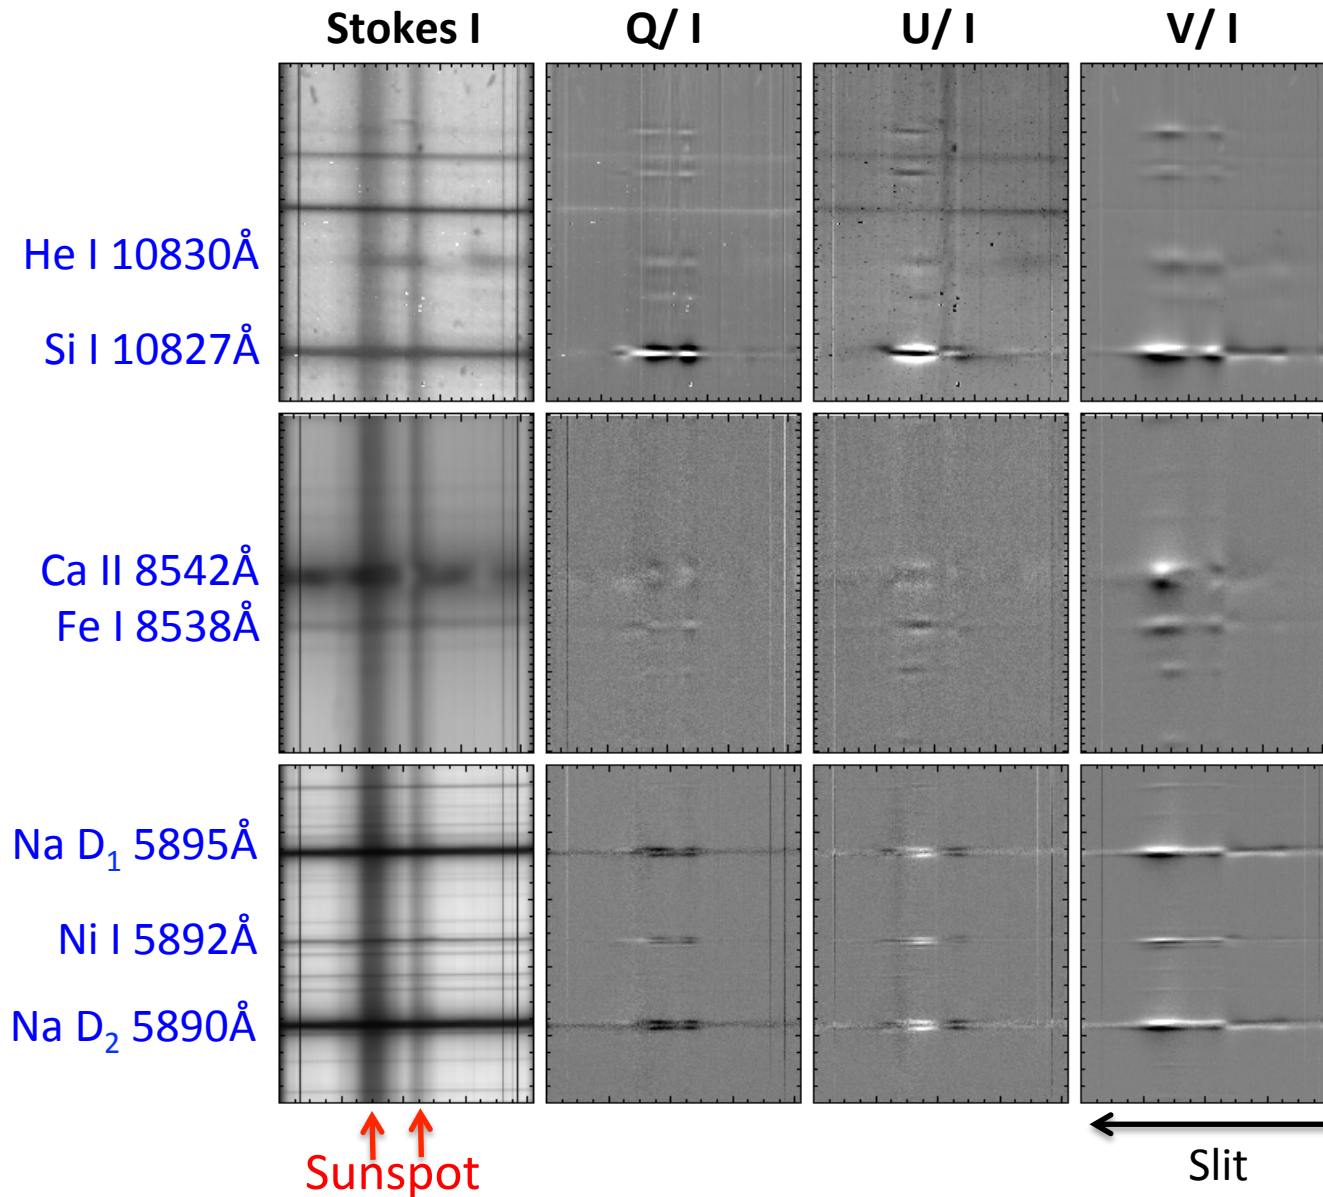 Stokes I Q/ I U/ I V/ I
He I 10830Å
Si I 10827Å
Ca II 8542Å
Fe I 8538Å
Na D₁ 5895Å
Ni I 5892Å
Na D₂ 5890Å
Sunspot
Slit